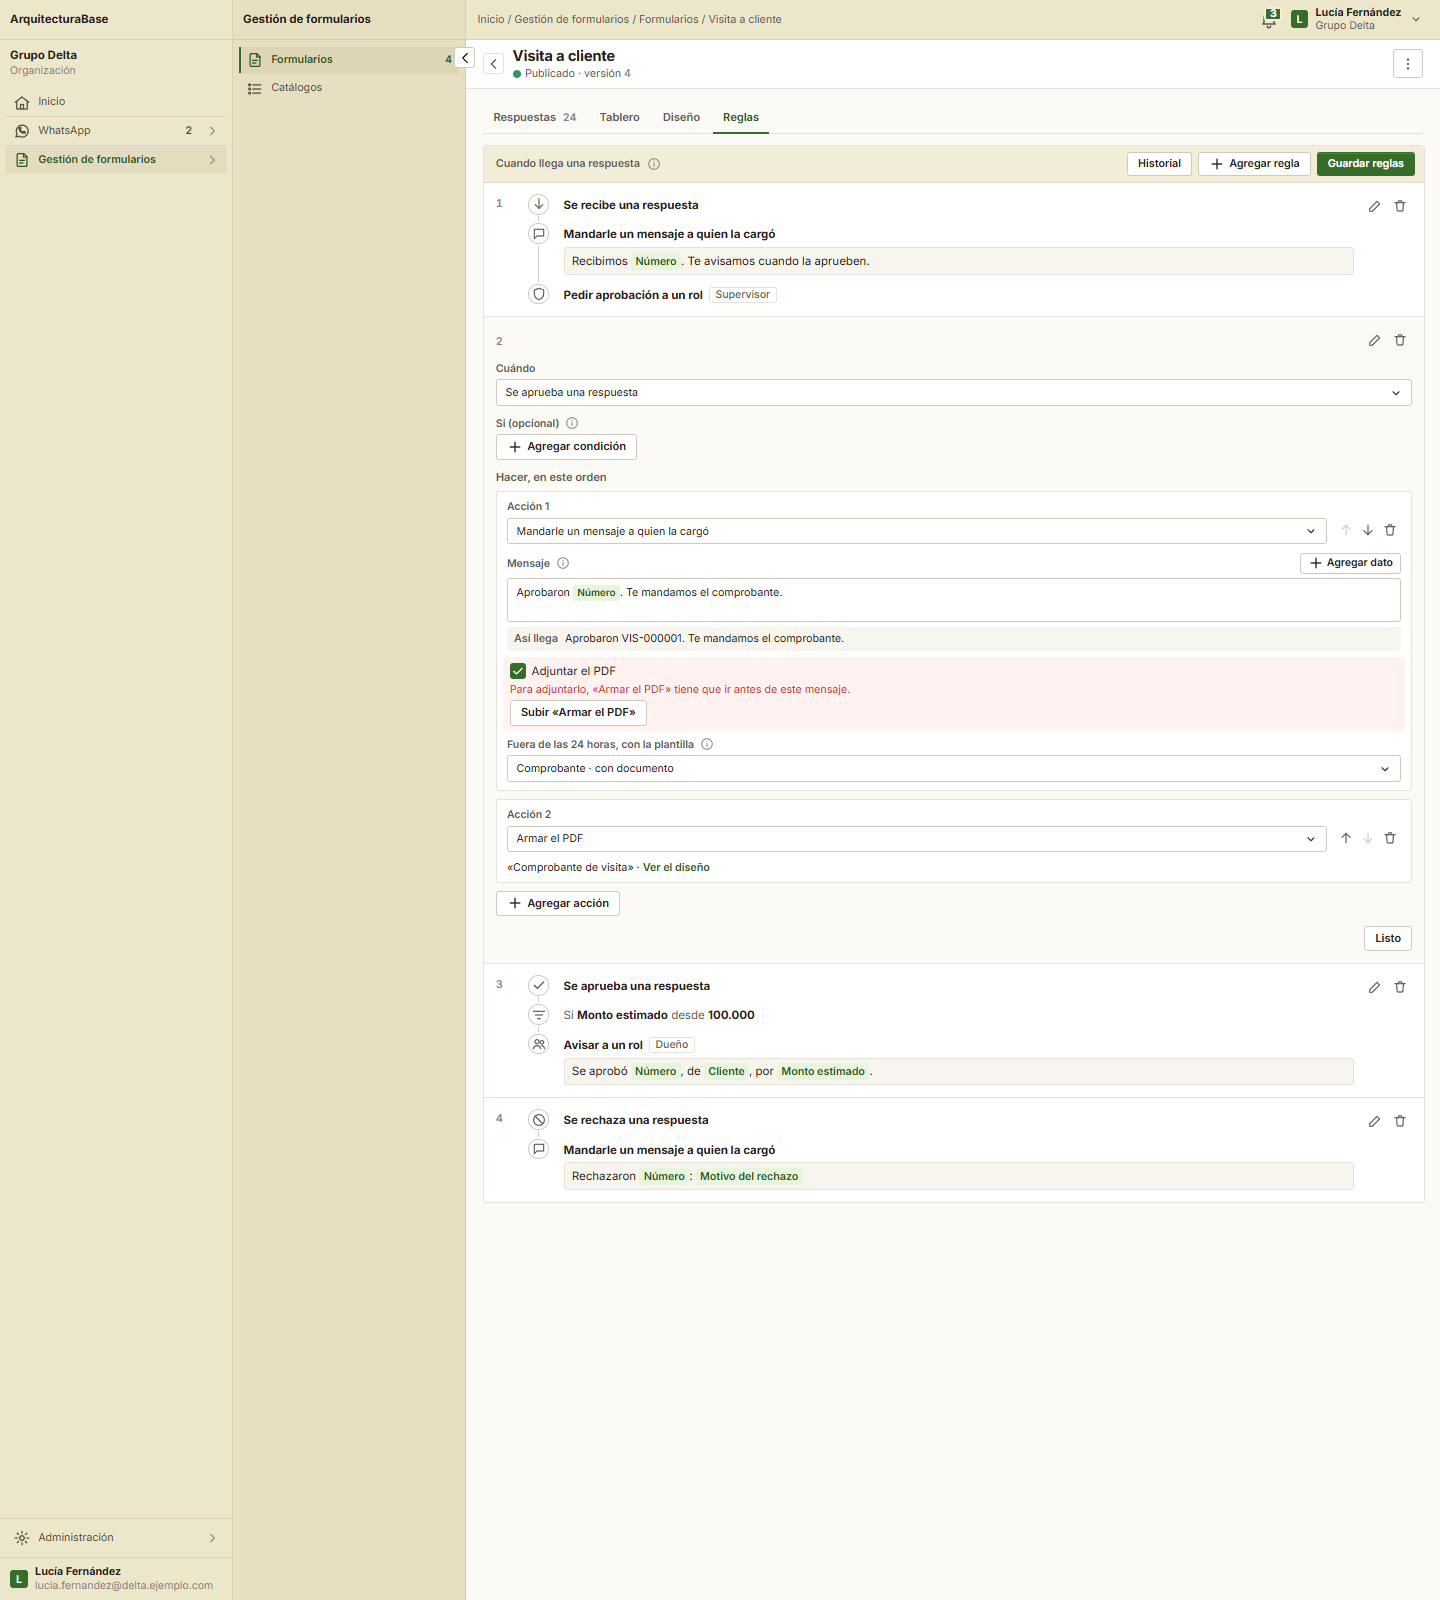 ArquitecturaBase
Grupo Delta
Organización
Inicio
WhatsApp 2
Gestión de formularios
Administración
Lucía Fernández
lucia.fernandez@delta.ejemplo.com
L
Gestión de formularios
Formularios 4
Catálogos
Inicio / Gestión de formularios / Formularios / Visita a cliente
3
L
Lucía Fernández
Grupo Delta
Visita a cliente
Publicado · versión 4
Respuestas 24 Tablero Diseño Reglas
Cuando llega una respuesta
Historial Agregar regla Guardar reglas
1 Se recibe una respuesta
Mandarle un mensaje a quien la cargó
Recibimos Número. Te avisamos cuando la aprueben.
Pedir aprobación a un rol Supervisor
2
Cuándo
Se aprueba una respuesta
Si (opcional)
Agregar condición
Hacer, en este orden
Acción 1
Mandarle un mensaje a quien la cargó
Mensaje Agregar dato
Aprobaron Número. Te mandamos el comprobante.
Así llega Aprobaron VIS-000001. Te mandamos el comprobante.
Adjuntar el PDF
Para adjuntarlo, «Armar el PDF» tiene que ir antes de este mensaje.
Subir «Armar el PDF»
Fuera de las 24 horas, con la plantilla
Comprobante · con documento
Acción 2
Armar el PDF
«Comprobante de visita» · Ver el diseño
Agregar acción
Listo
3 Se aprueba una respuesta
Si Monto estimado desde 100.000
Avisar a un rol Dueño
Se aprobó Número, de Cliente, por Monto estimado.
4 Se rechaza una respuesta
Mandarle un mensaje a quien la cargó
Rechazaron Número: Motivo del rechazo